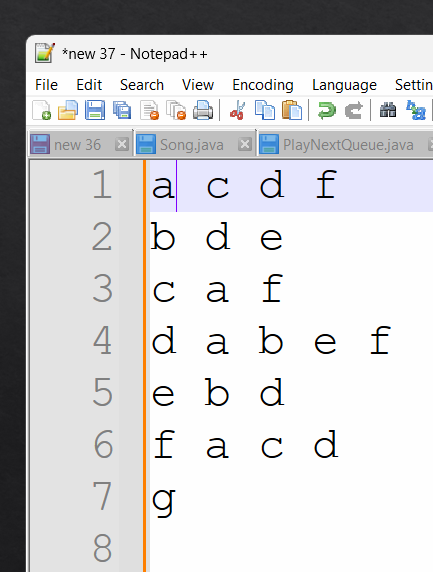 *new 37 - Notepad++
File Edit Search View Encoding Language
new 36 Song.java PlayNextQueue.java
1 a c d f
2 b d e
3 c a f
4 d a b e f
5 e b d
6 f a c d
7 g
8